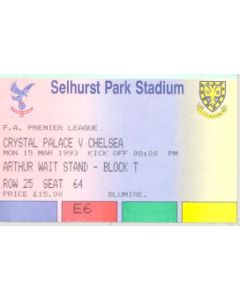 Selhurst Park Stadium
F.A. PREMIER LEAGUE
CRYSTAL PALACE V CHELSEA
MON 15 MAR 1993 KICK OFF 08:00 PM
ARTHUR WAIT STAND - BLOCK T
ROW 25 SEAT 64
PRICE £15.00 BLUMIRE.
E6